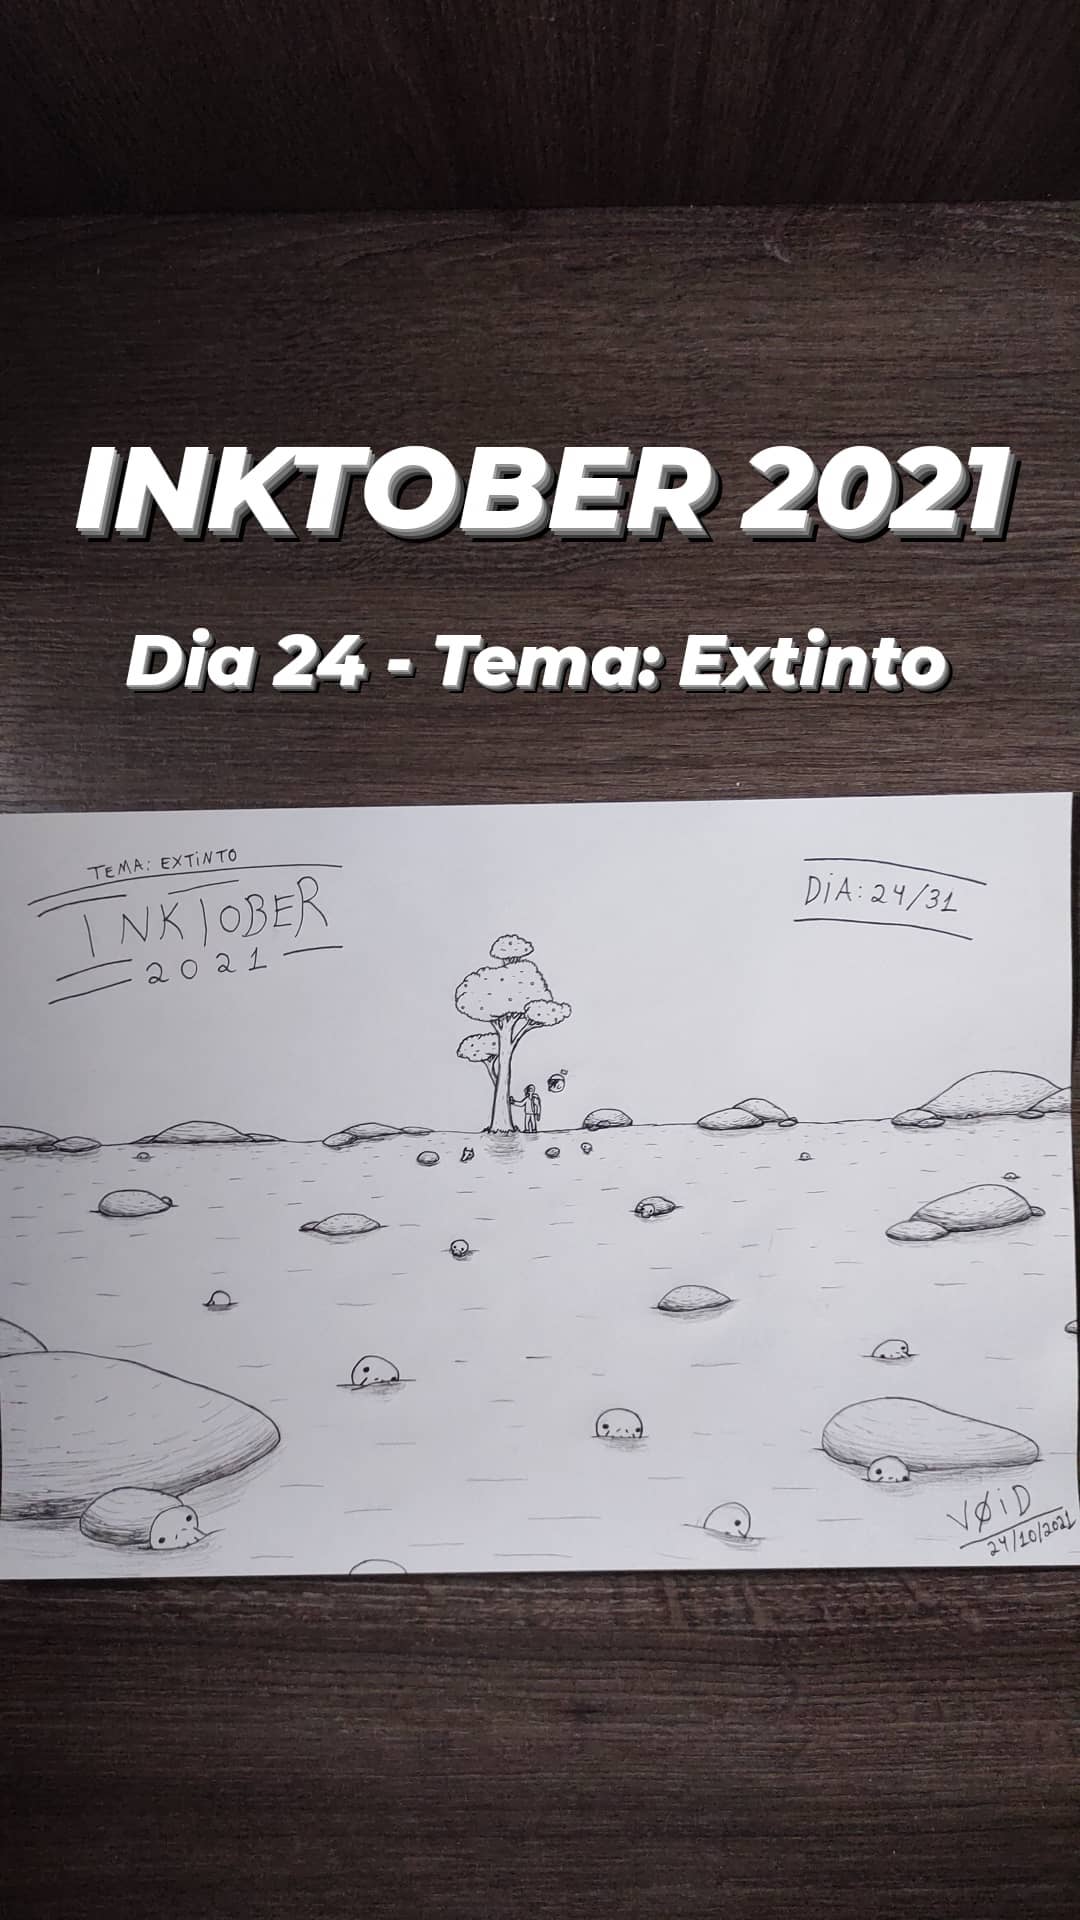 INKTOBER 2021
Dia 24 - Tema: Extinto
TEMA: EXTINTO
INKTOBER
2021
DIA: 24/31
VØID
24/10/2021